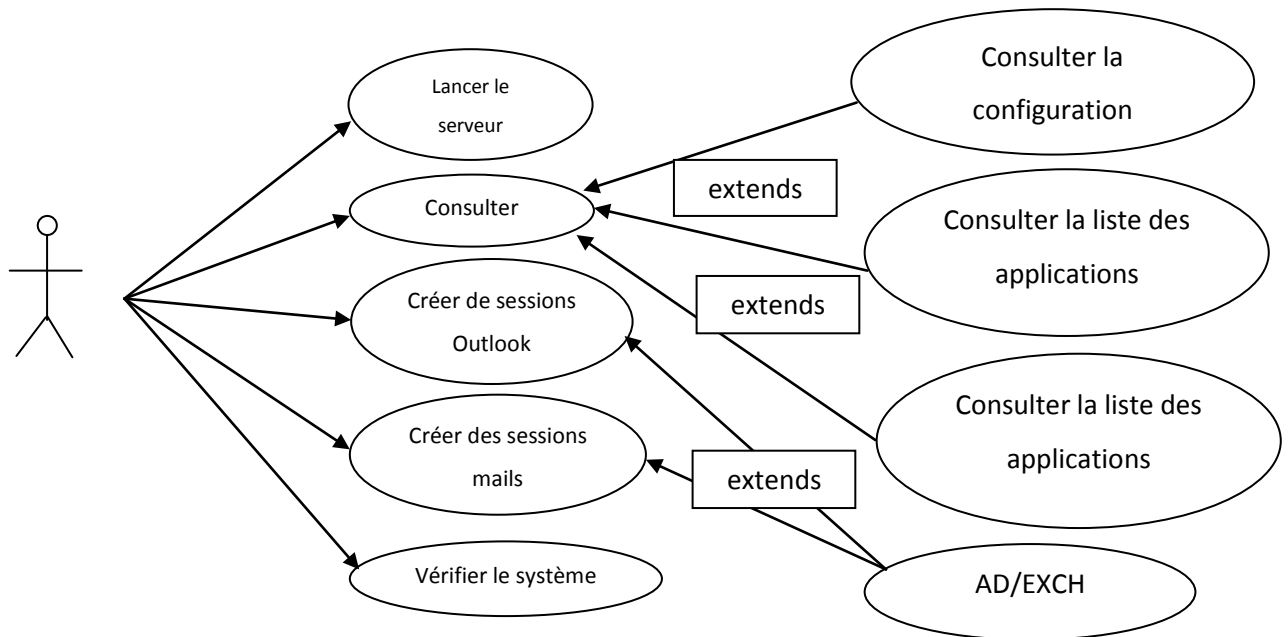 Lancer le
serveur
Consulter
Créer de sessions
Outlook
Créer des sessions
mails
Vérifier le système
extends
extends
extends
Consulter la
configuration
Consulter la liste des
applications
Consulter la liste des
applications
AD/EXCH